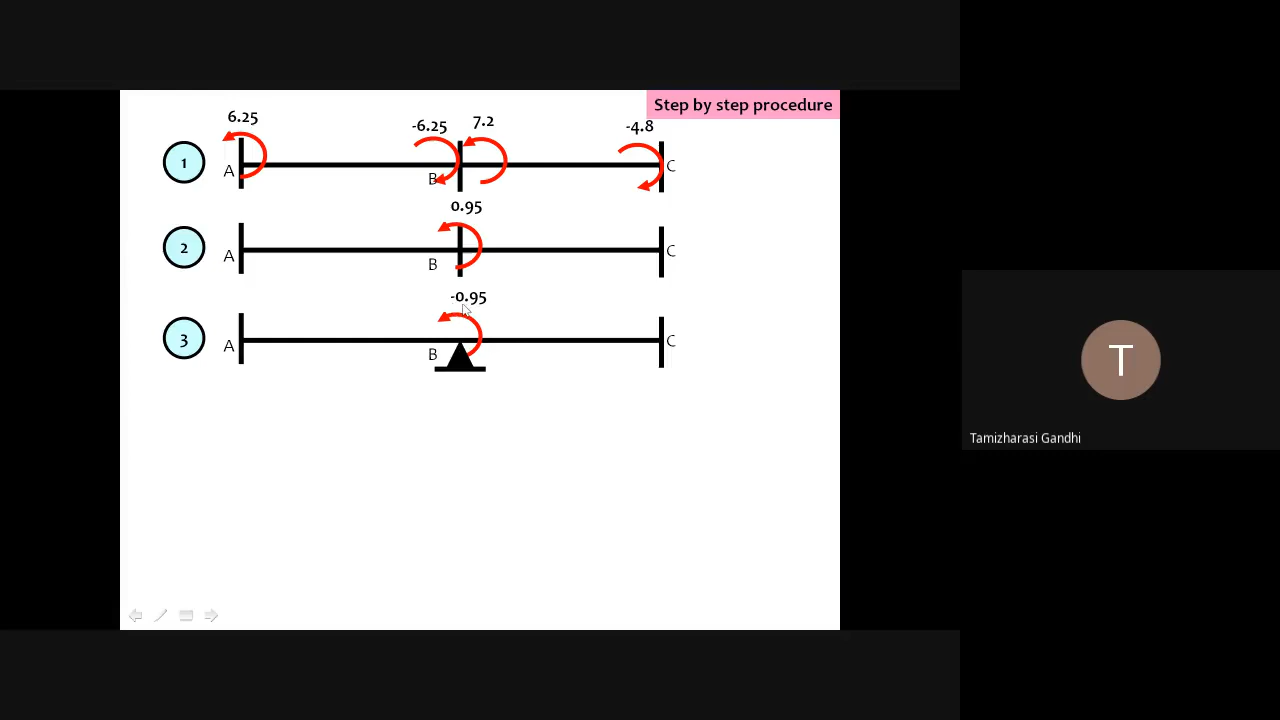 Step by step procedure
6.25
-6.25
7.2
-4.8
1
A
B
C
0.95
2
A
B
C
-0.95
3
A
B
C
T
Tamizharasi Gandhi